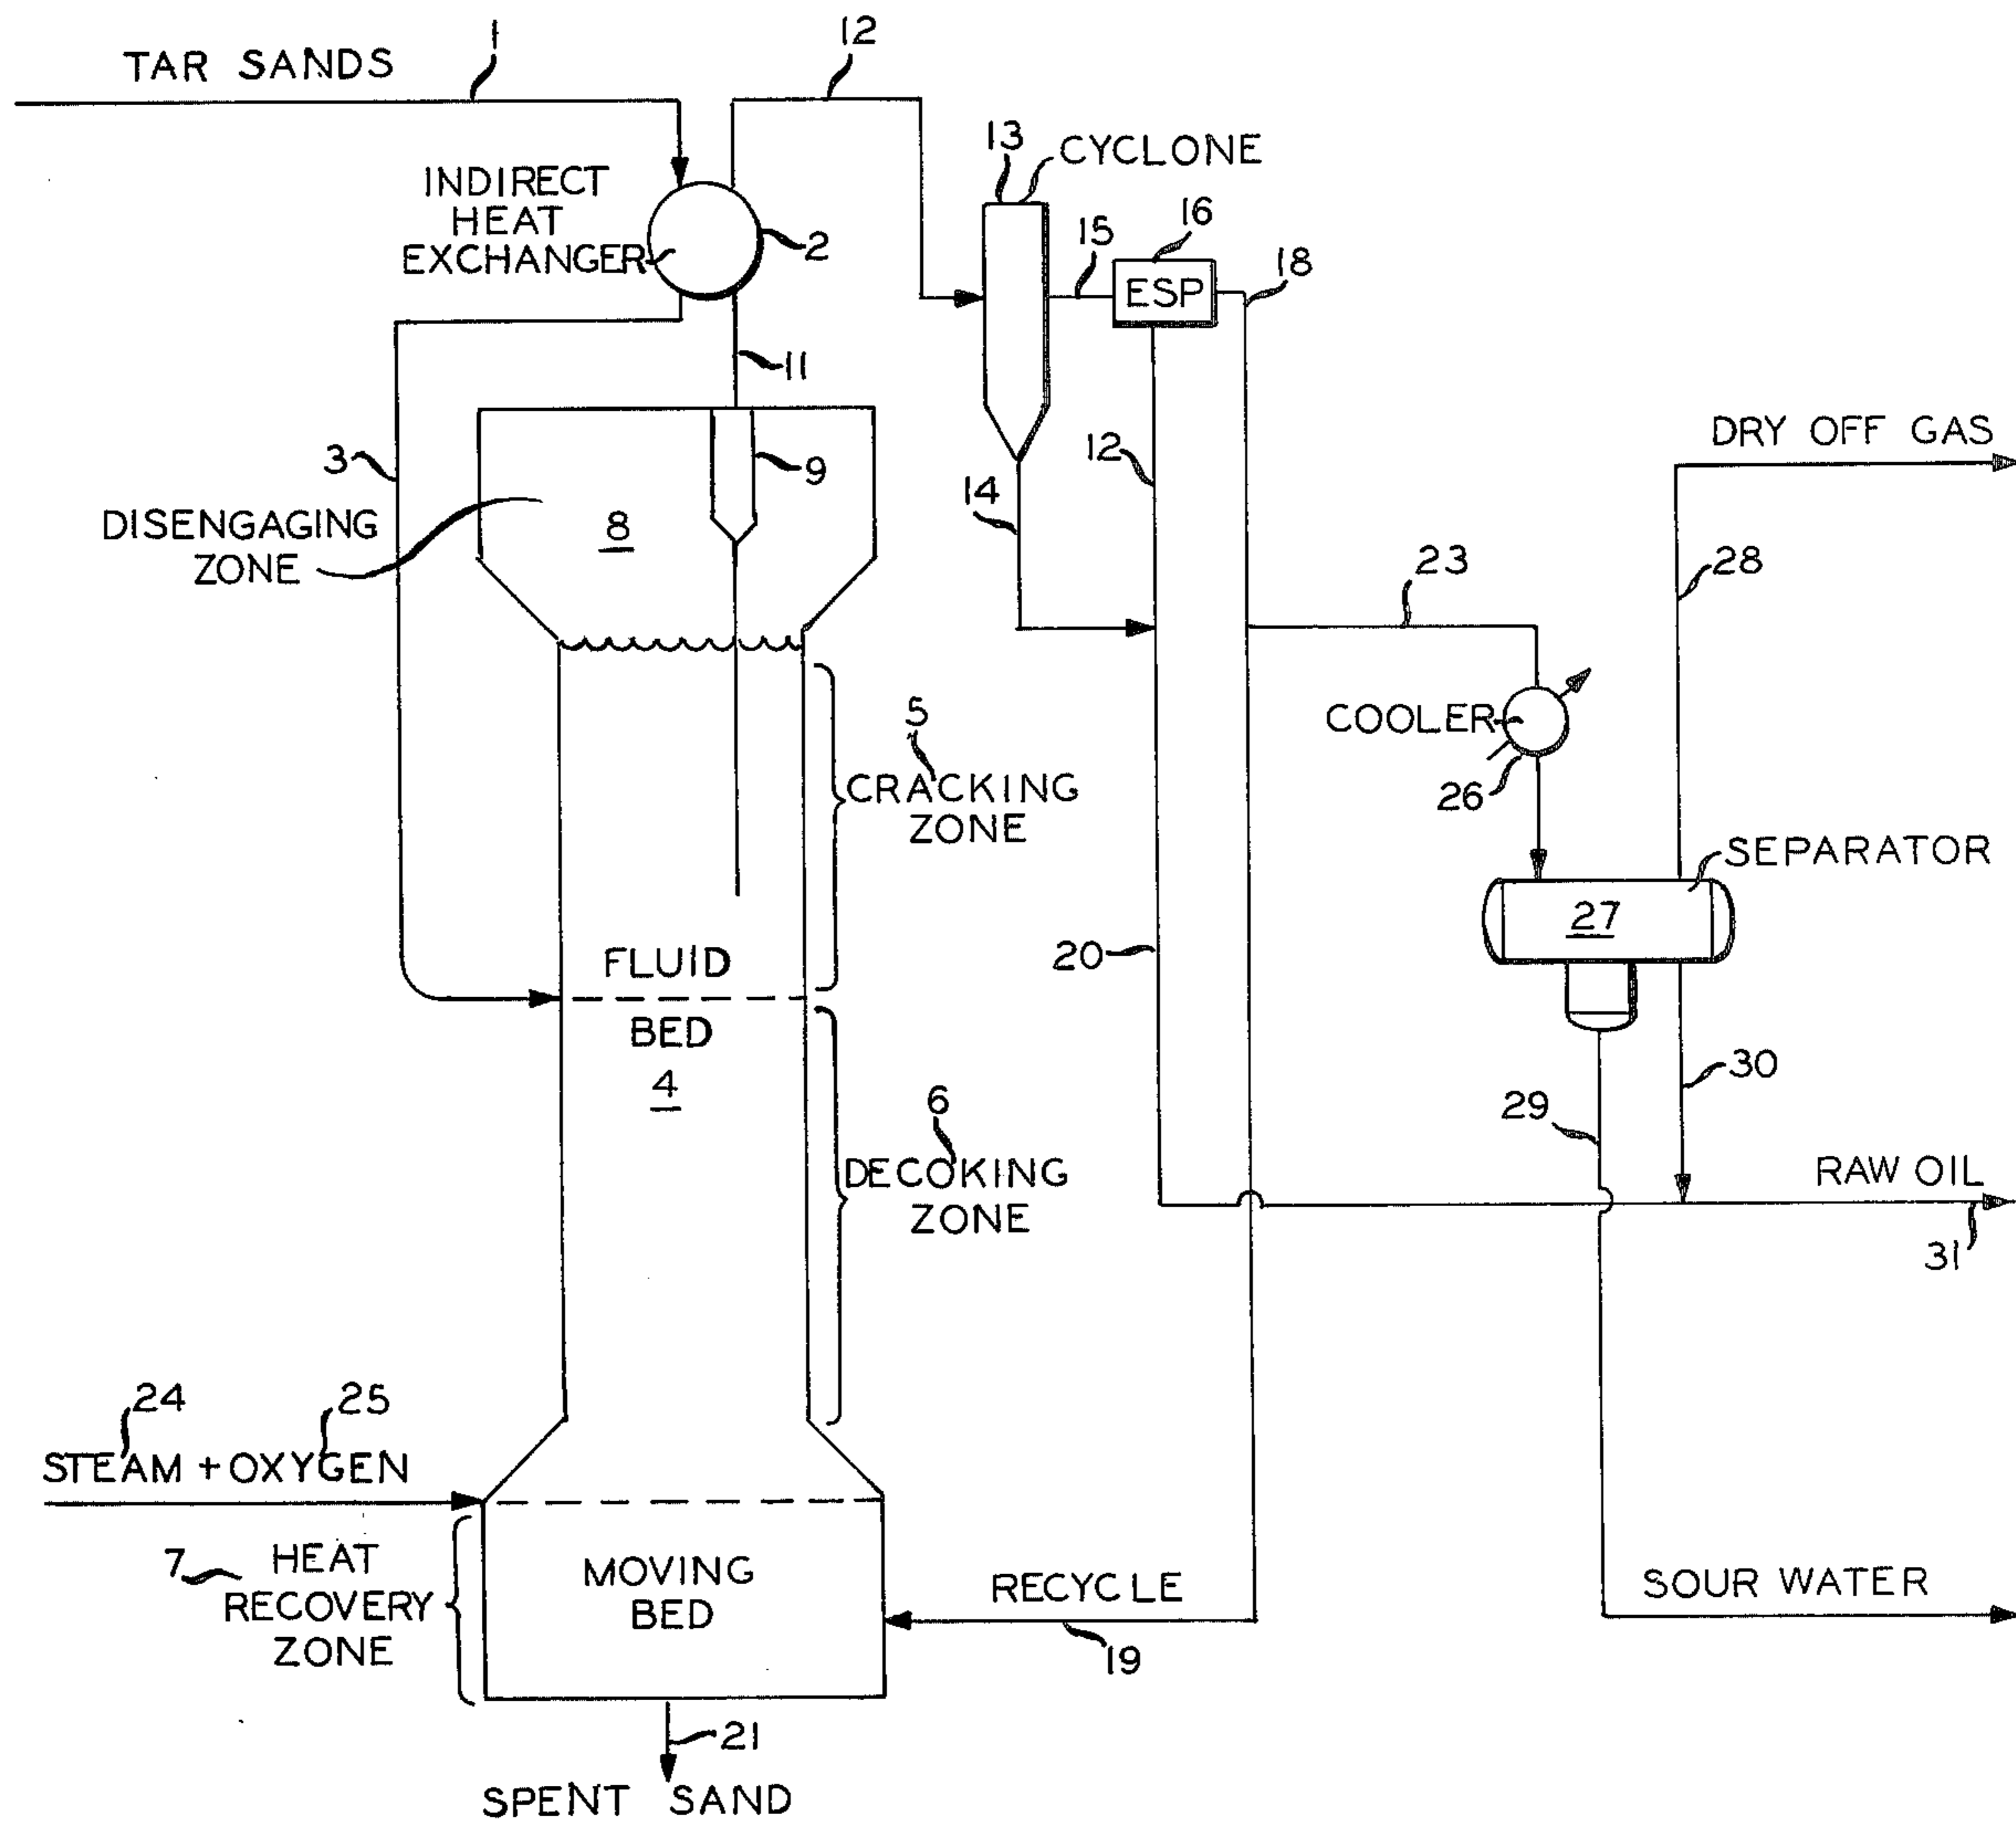 1
12
TAR SANDS
13
CYCLONE
INDIRECT
HEAT
EXCHANGER
2
15
16
18
ESP
11
3
9
12
DRY OFF GAS
14
DISENGAGING
ZONE
8
23
28
5
COOLER
CRACKING
ZONE
26
SEPARATOR
27
FLUID
20
BED
4
30
6
29
DECOKING
ZONE
RAW OIL
31
24
25
STEAM + OXYGEN
7
HEAT
RECOVERY
ZONE
MOVING
BED
RECYCLE
SOUR WATER
19
21
SPENT SAND